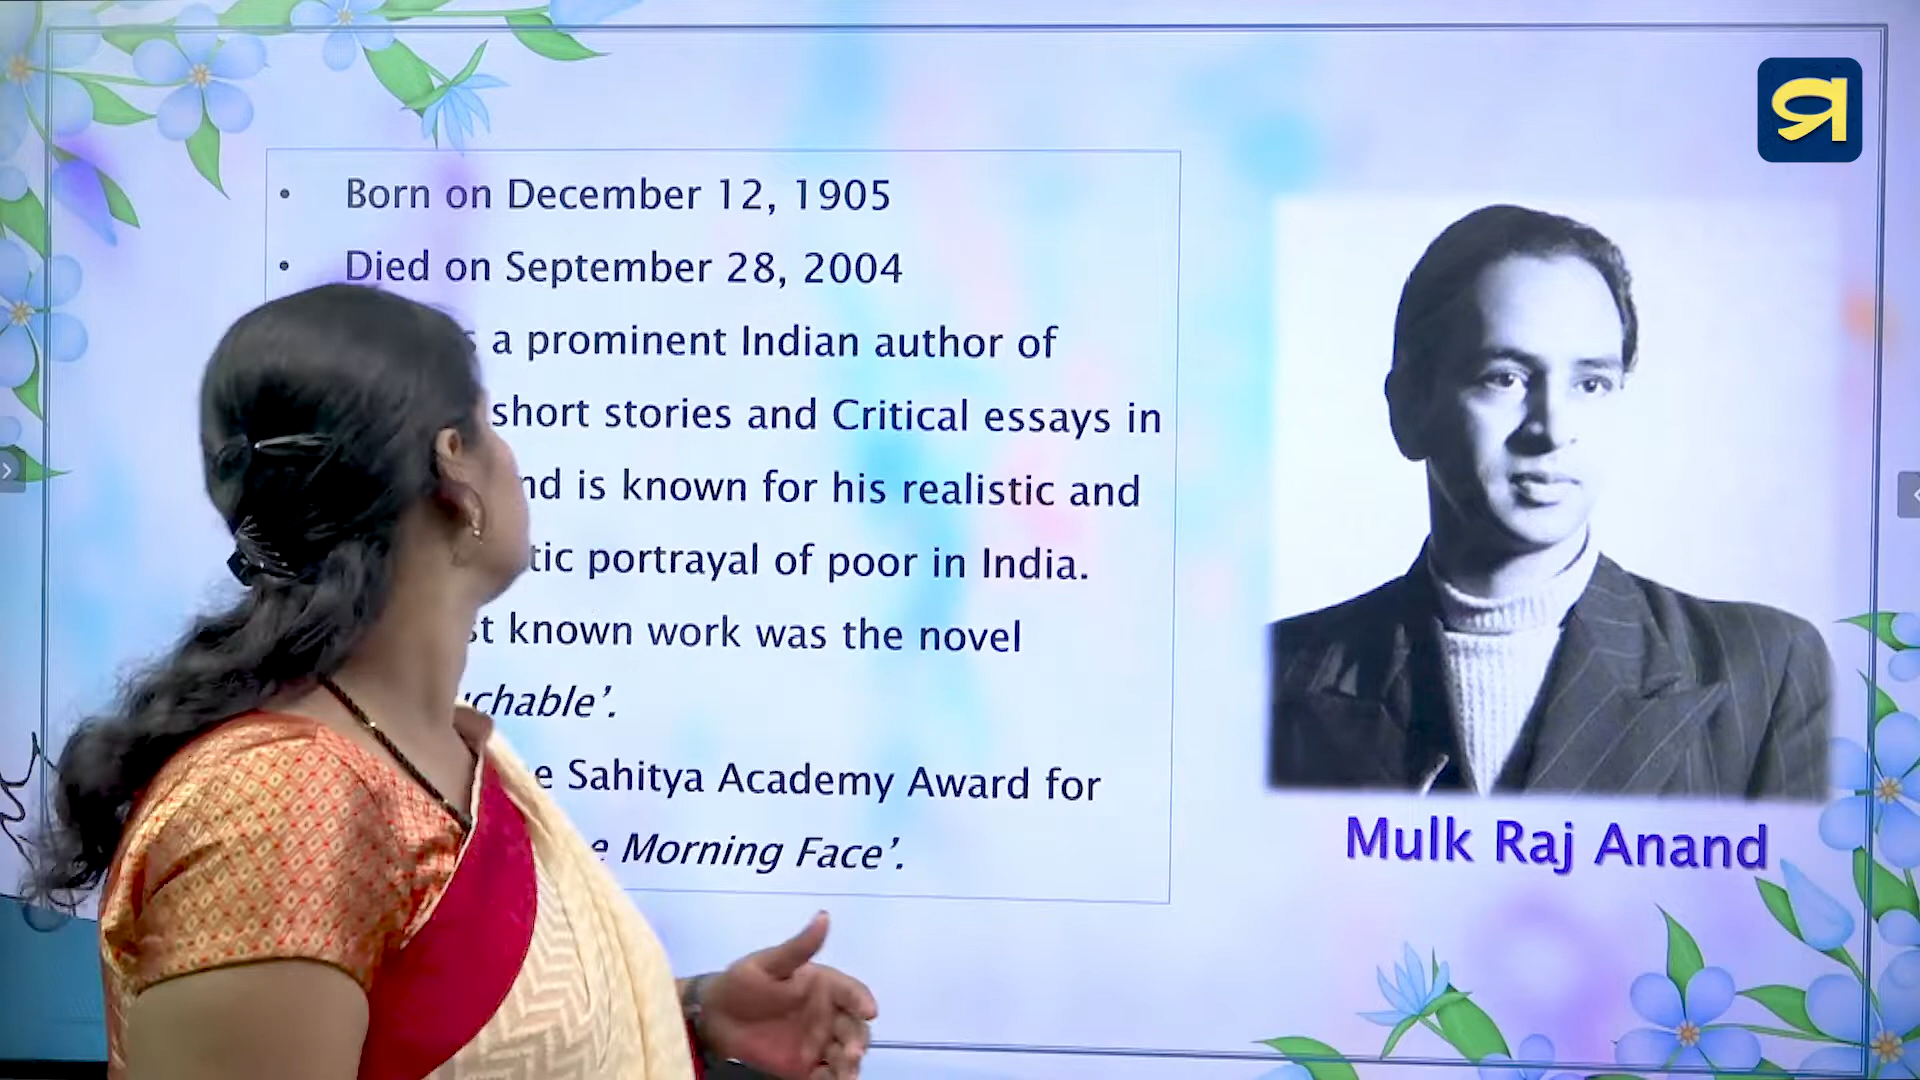 • Born on December 12, 1905
• Died on September 28, 2004
a prominent Indian author of
short stories and Critical essays in
is known for his realistic and
portrayal of poor in India.
known work was the novel
Sahitya Academy Award for
Morning Face’.
Mulk Raj Anand